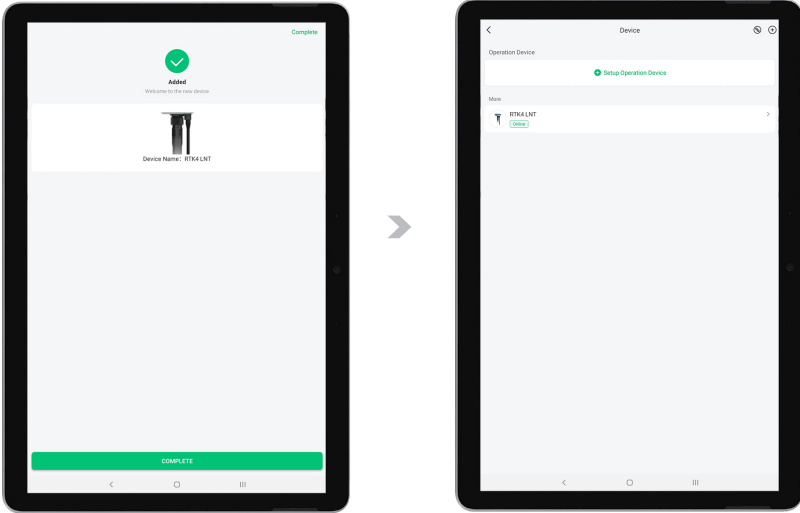 Complete
Added
Welcome to the new device
Device Name: RTK4 LNT
COMPLETE
Device
Operation Device
Setup Operation Device
More
RTK4 LNT
Online